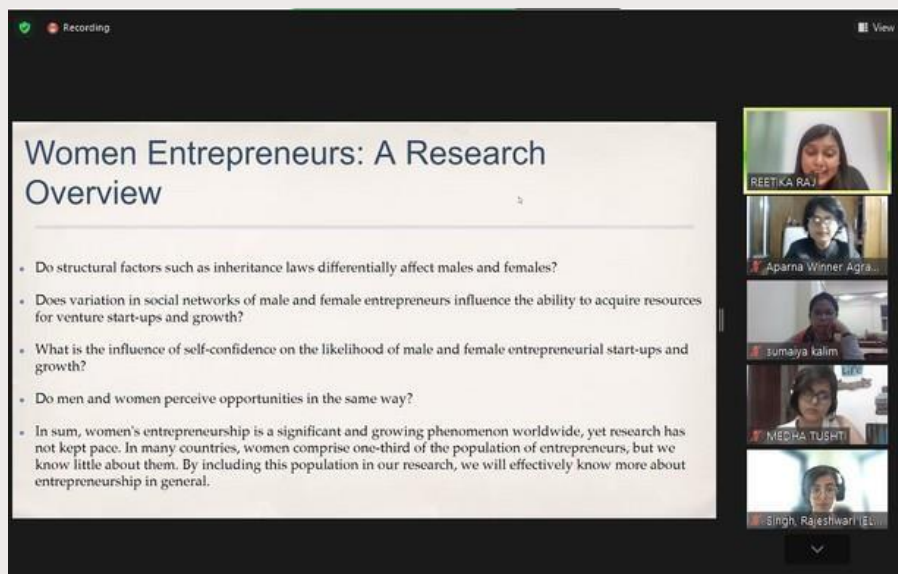 Recording
View
Women Entrepreneurs: A Research
Overview
Do structural factors such as inheritance laws differentially affect males and females?
Does variation in social networks of male and female entrepreneurs influence the ability to acquire resources
for venture start-ups and growth?
What is the influence of self-confidence on the likelihood of male and female entrepreneurial start-ups and
growth?
Do men and women perceive opportunities in the same way?
In sum, women's entrepreneurship is a significant and growing phenomenon worldwide, yet research has
not kept pace. In many countries, women comprise one-third of the population of entrepreneurs, but we
know little about them. By including this population in our research, we will effectively know more about
entrepreneurship in general.
REETIKA RAJ
Aparna Winner Agra...
sumaiya kalim
MEDHA TUSHTI
Singh, Rajeshwari (EL...